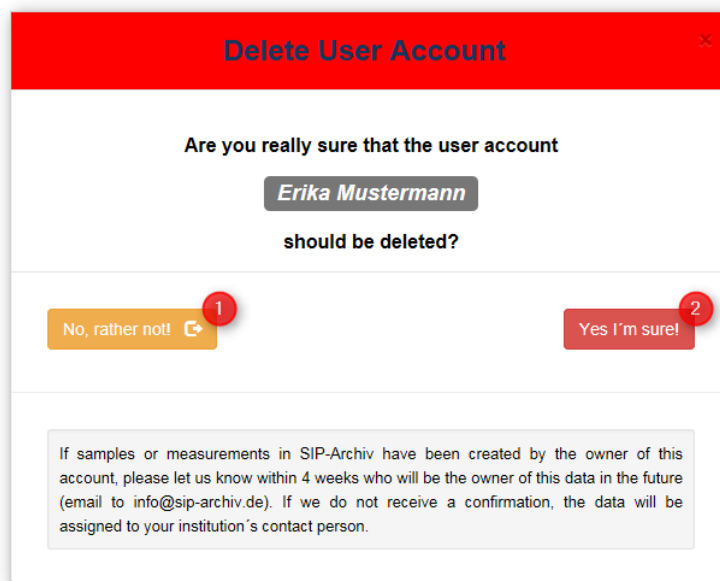 Delete User Account ×
Are you really sure that the user account
Erika Mustermann
should be deleted?
1 2
No, rather not! Yes I´m sure!
If samples or measurements in SIP-Archiv have been created by the owner of this
account, please let us know within 4 weeks who will be the owner of this data in the future
(email to info@sip-archiv.de). If we do not receive a confirmation, the data will be
assigned to your institution´s contact person.